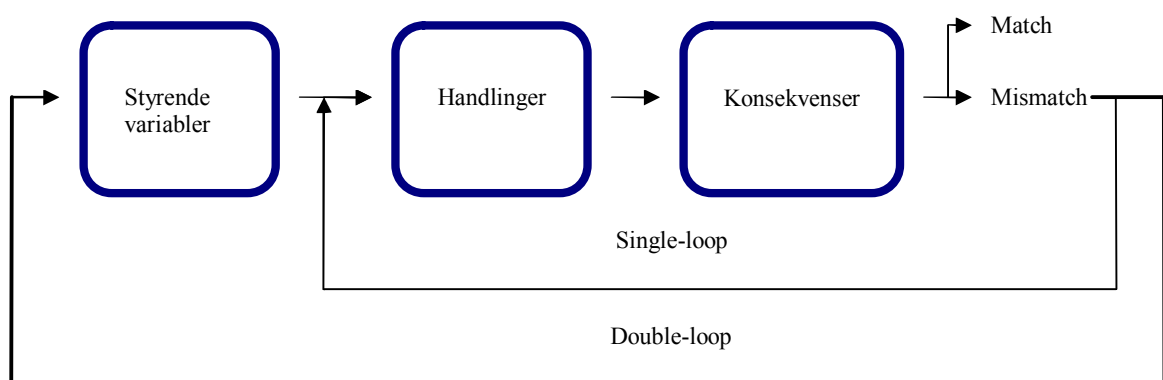 Match
Styrende
variabler
Handlinger
Konsekvenser
Mismatch
Single-loop
Double-loop